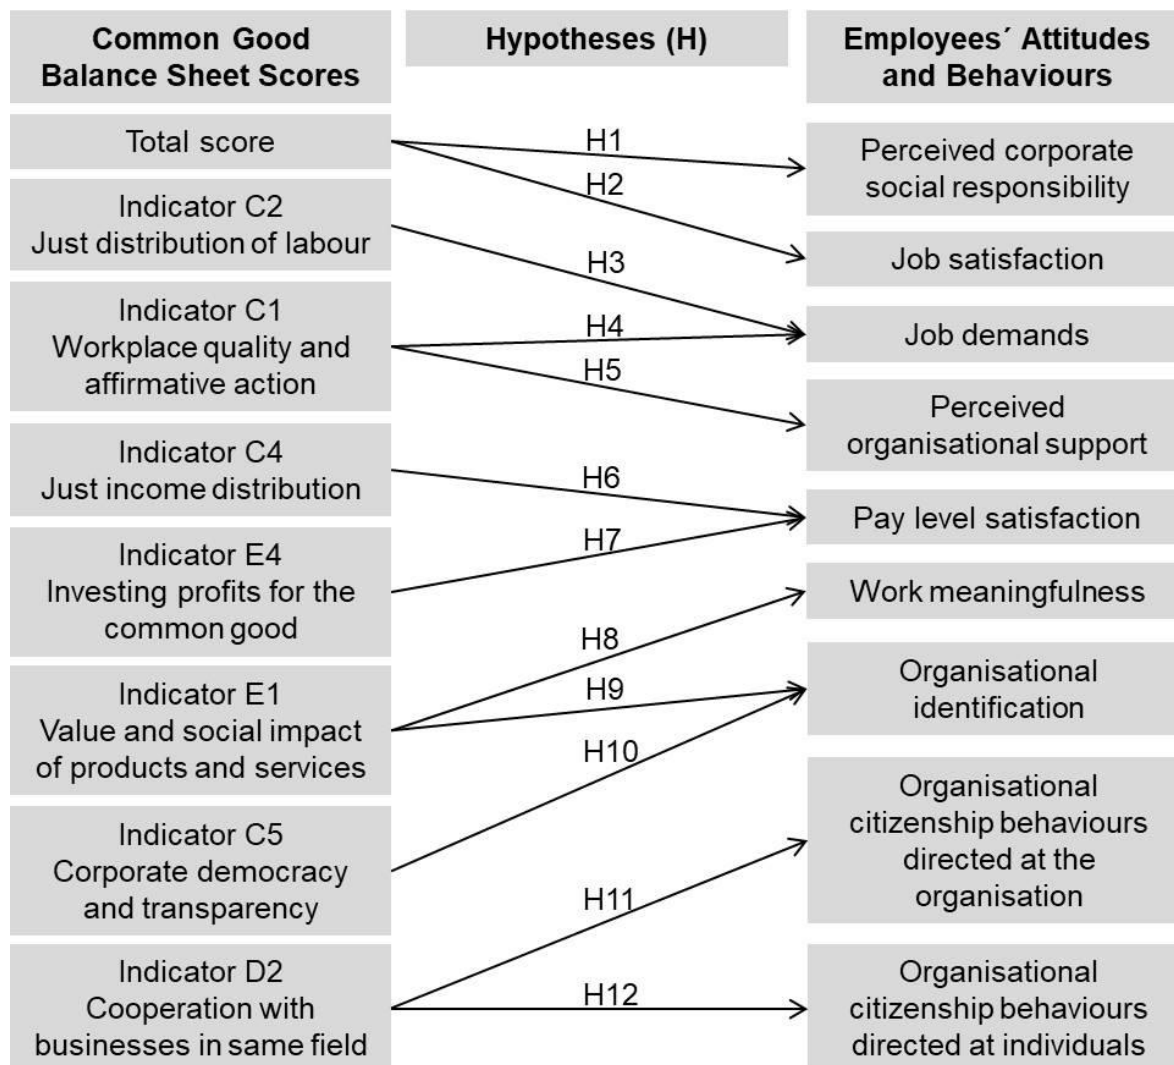 Common Good
Balance Sheet Scores
Hypotheses (H)
Employees´ Attitudes
and Behaviours
Total score
Indicator C2
Just distribution of labour
Indicator C1
Workplace quality and
affirmative action
Indicator C4
Just income distribution
Indicator E4
Investing profits for the
common good
Indicator E1
Value and social impact
of products and services
Indicator C5
Corporate democracy
and transparency
Indicator D2
Cooperation with
businesses in same field
H1
H2
H3
H4
H5
H6
H7
H8
H9
H10
H11
H12
Perceived corporate
social responsibility
Job satisfaction
Job demands
Perceived
organisational support
Pay level satisfaction
Work meaningfulness
Organisational
identification
Organisational
citizenship behaviours
directed at the
organisation
Organisational
citizenship behaviours
directed at individuals